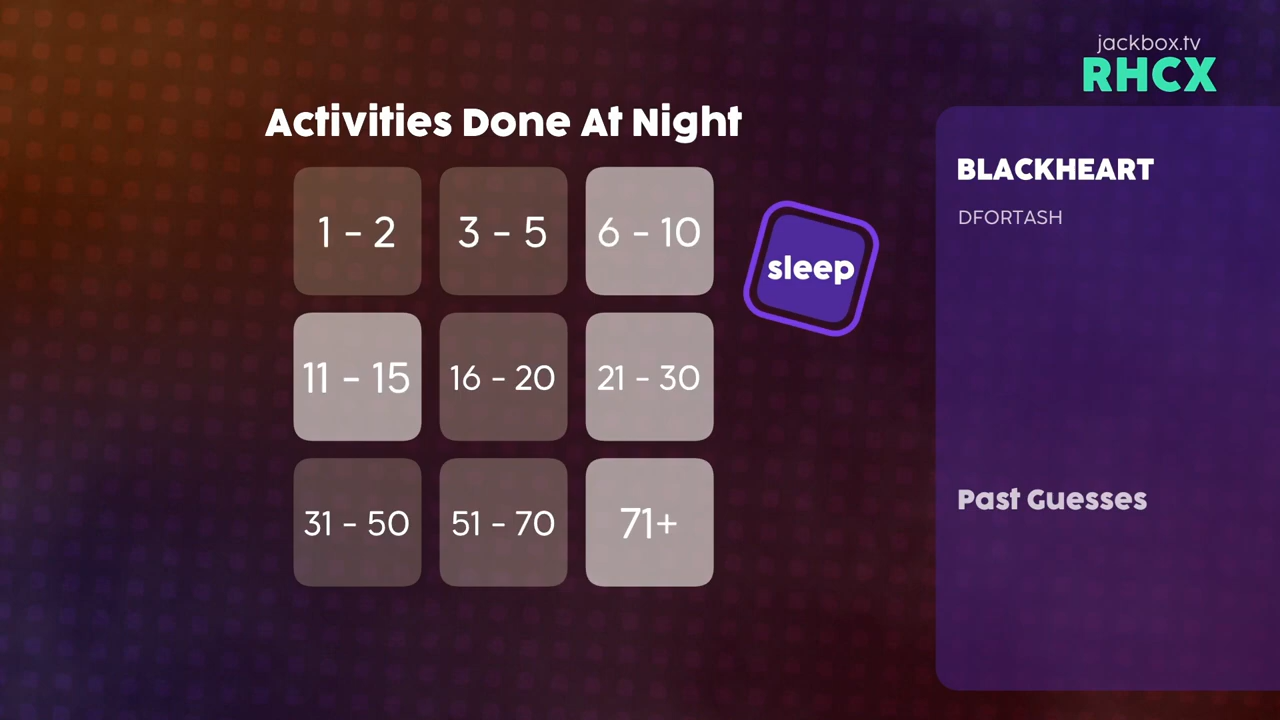 jackbox.tv
RHCX
Activities Done At Night
1 - 2
3 - 5
6 - 10
sleep
11 - 15
16 - 20
21 - 30
31 - 50
51 - 70
71+
BLACKHEART
DFORTASH
Past Guesses